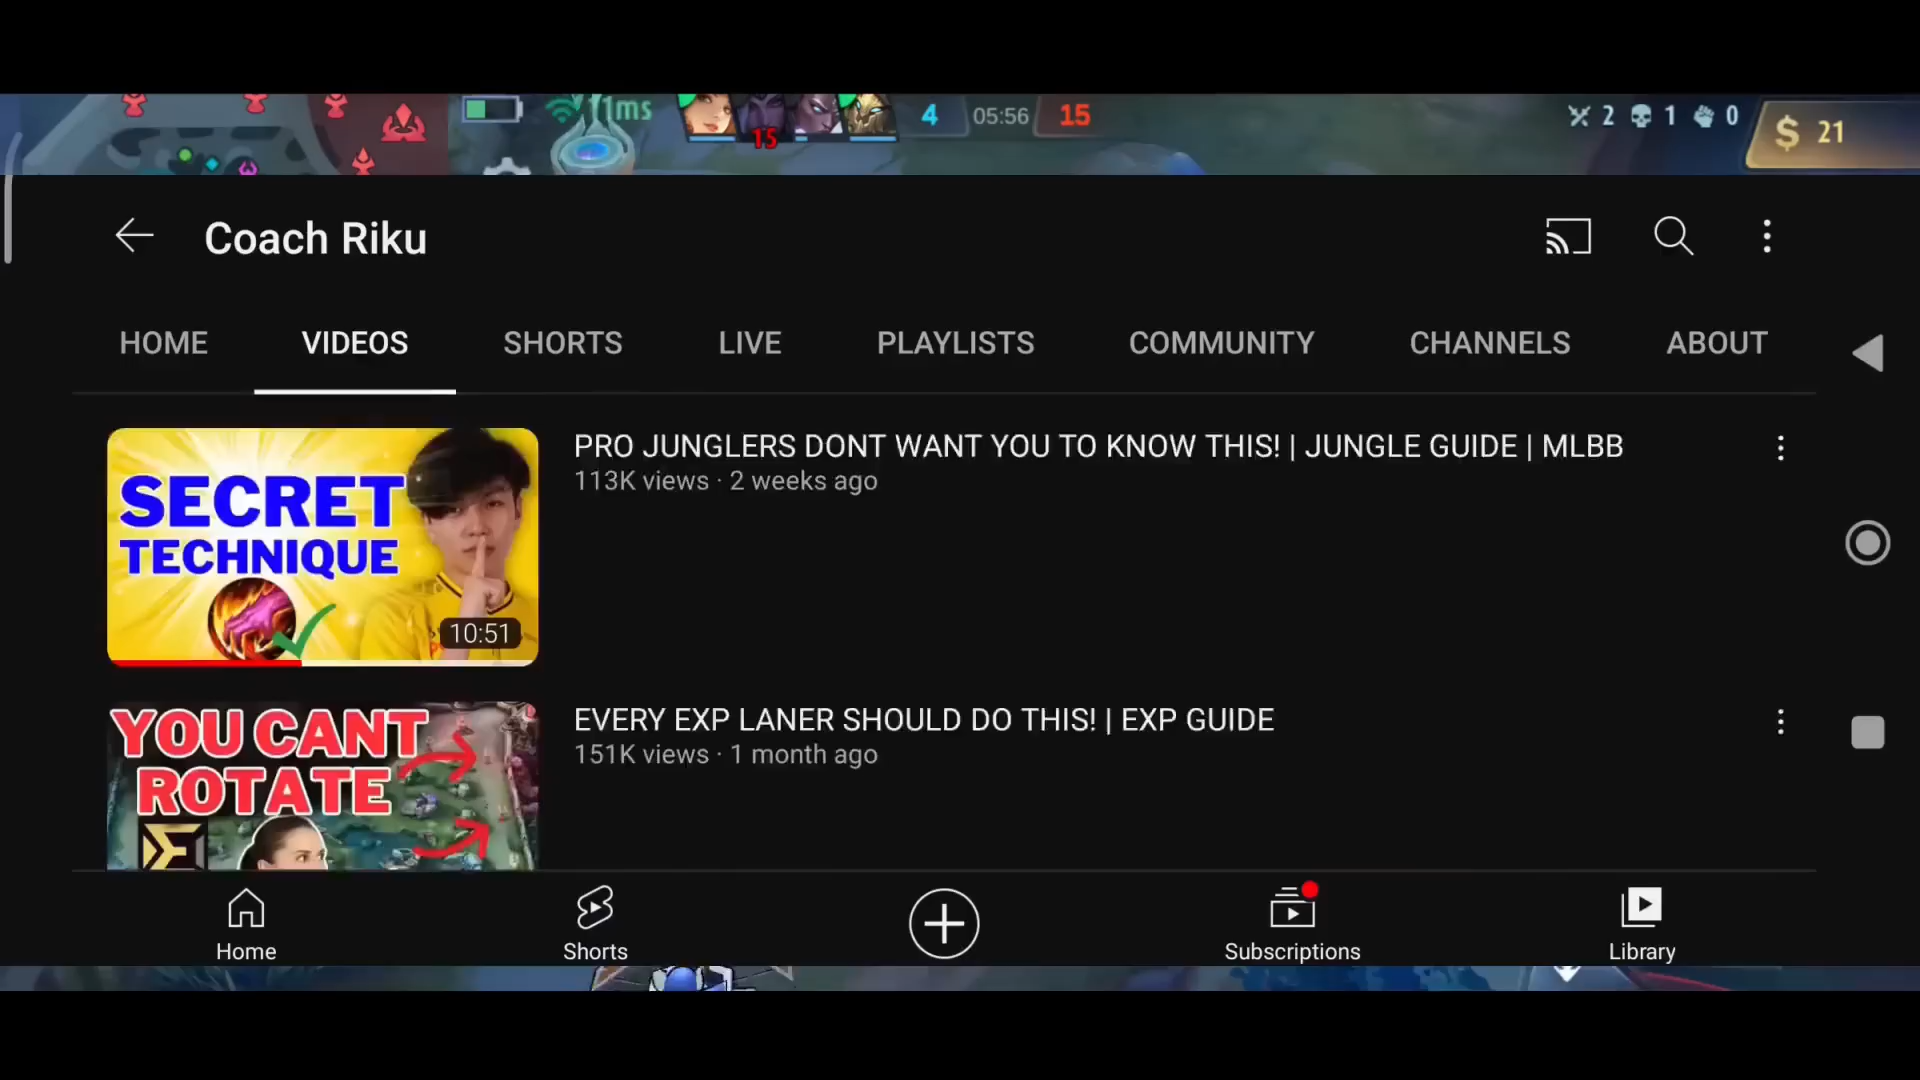 11ms
15
4
05:56
15
2
1
0
$ 21
Coach Riku
HOME
VIDEOS
SHORTS
LIVE
PLAYLISTS
COMMUNITY
CHANNELS
ABOUT
SECRET
TECHNIQUE
10:51
PRO JUNGLERS DONT WANT YOU TO KNOW THIS! | JUNGLE GUIDE | MLBB
113K views · 2 weeks ago
YOU CANT
ROTATE
EVERY EXP LANER SHOULD DO THIS! | EXP GUIDE
151K views · 1 month ago
Home
Shorts
Subscriptions
Library